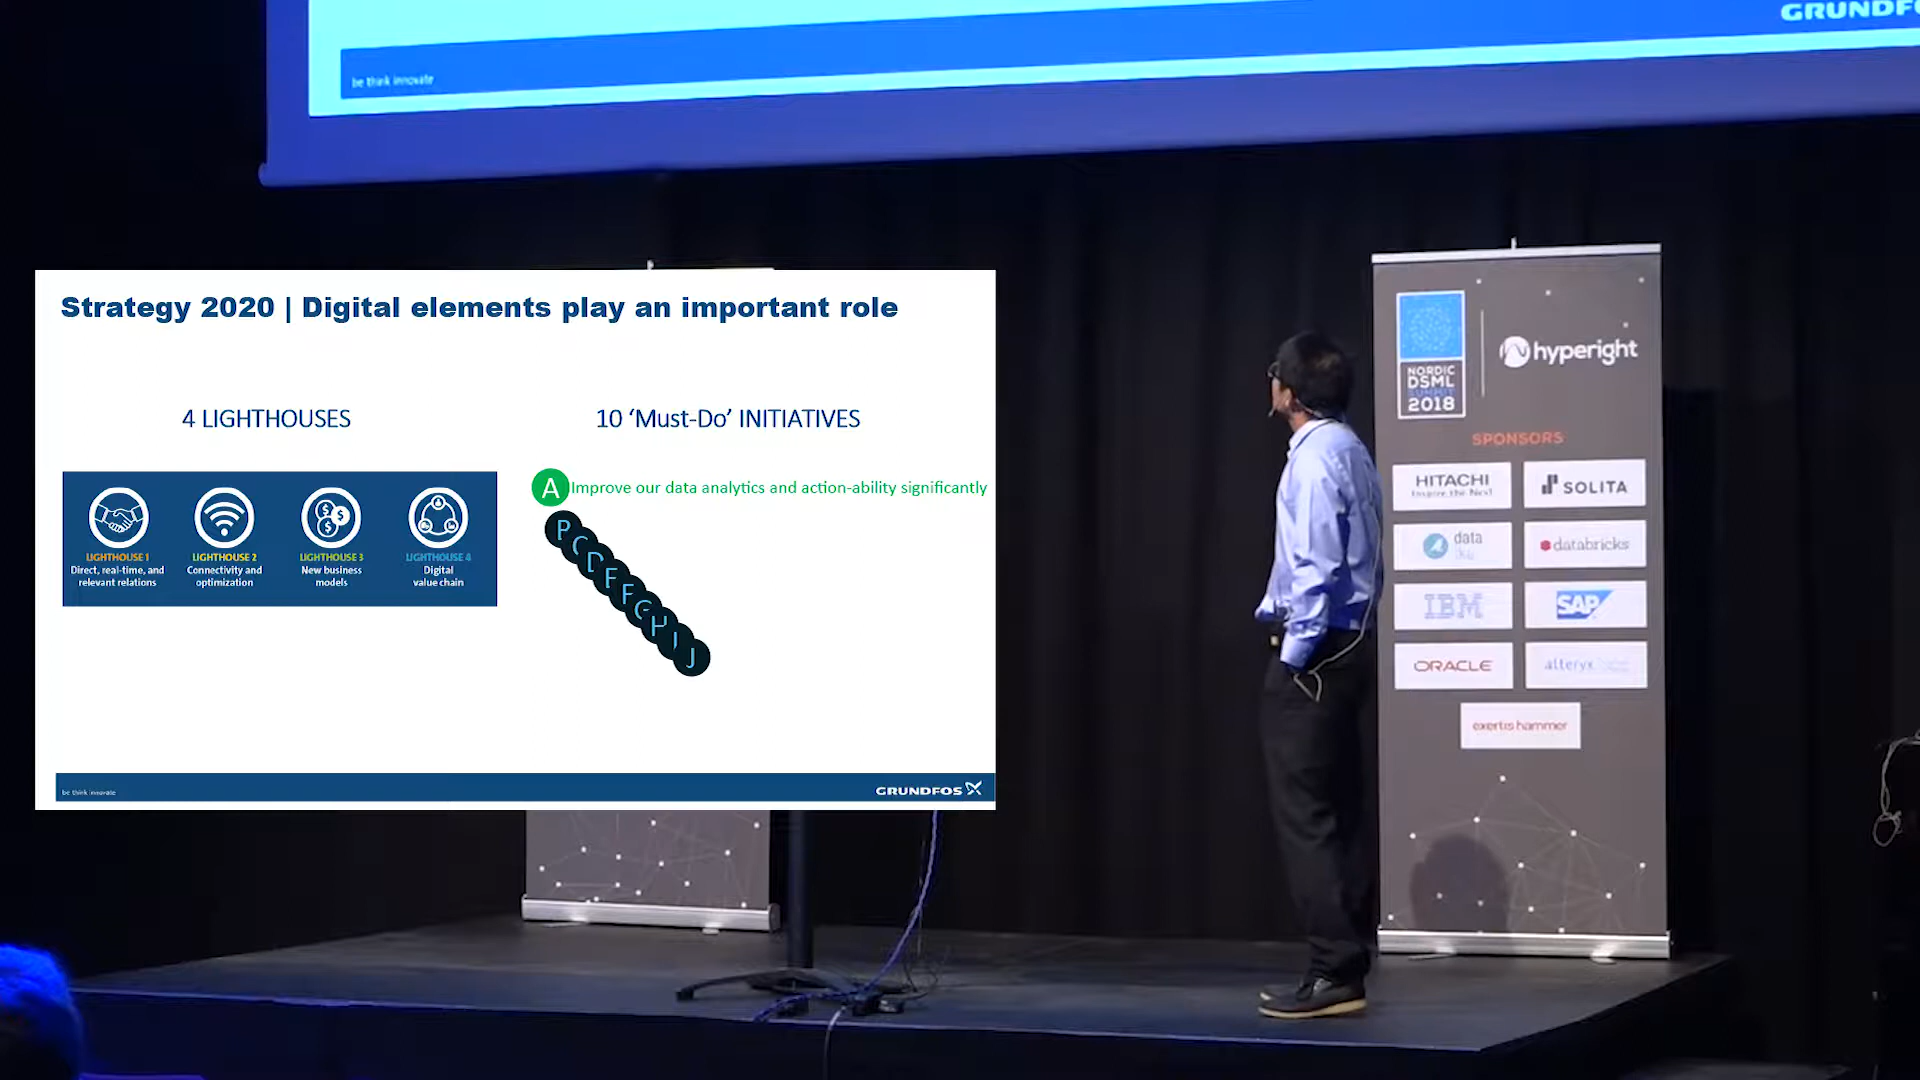 GRUNDFO
be think innovate
Strategy 2020 | Digital elements play an important role
4 LIGHTHOUSES
10 ‘Must-Do’ INITIATIVES
A Improve our data analytics and action-ability significantly
LIGHTHOUSE 1
Direct, real-time, and
relevant relations
LIGHTHOUSE 2
Connectivity and
optimization
LIGHTHOUSE 3
New business
models
LIGHTHOUSE 4
Digital
value chain
C
D
F
G
H
J
be think innovate
GRUNDFOS
NORDIC
DSML
SUMMIT
2018
hyperight
SPONSORS
HITACHI
Inspire the Next
SOLITA
data
databricks
IBM
SAP
ORACLE
alteryx
exertis hammer